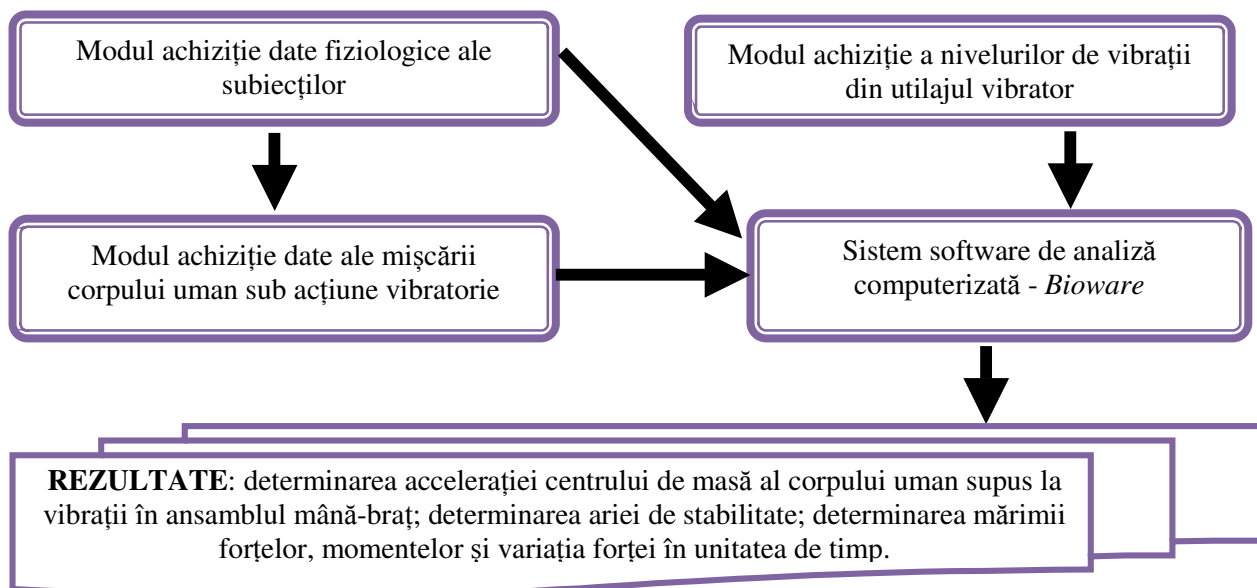 Modul achiziție date fiziologice ale
subiecților
Modul achiziție a nivelurilor de vibrații
din utilajul vibrator
Modul achiziție date ale mișcării
corpului uman sub acțiune vibratorie
Sistem software de analiză
computerizată - Bioware
REZULTATE: determinarea accelerației centrului de masă al corpului uman supus la
vibrații în ansamblul mână-braț; determinarea ariei de stabilitate; determinarea mărimii
forțelor, momentelor și variația forței în unitatea de timp.